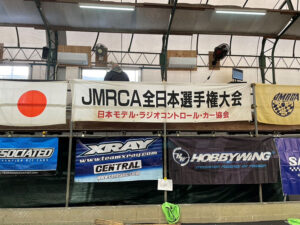 JMRCA全日本選手権大会
日本モデル・ラジオコントロール・カー協会
JMRCA
SOCIATED
XRAY
www.teamxray.com
CENTRAL
HOBBYWING
SA